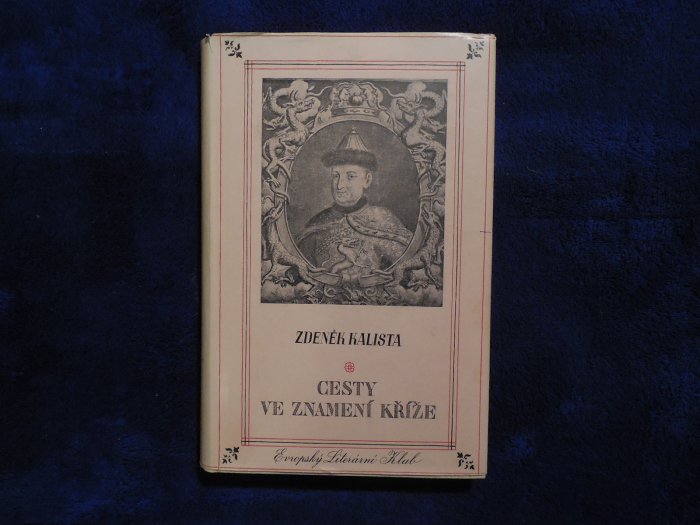 ZDENĚK KALISTA
CESTY
VE ZNAMENÍ KŘÍŽE
Evropský Literární Klub